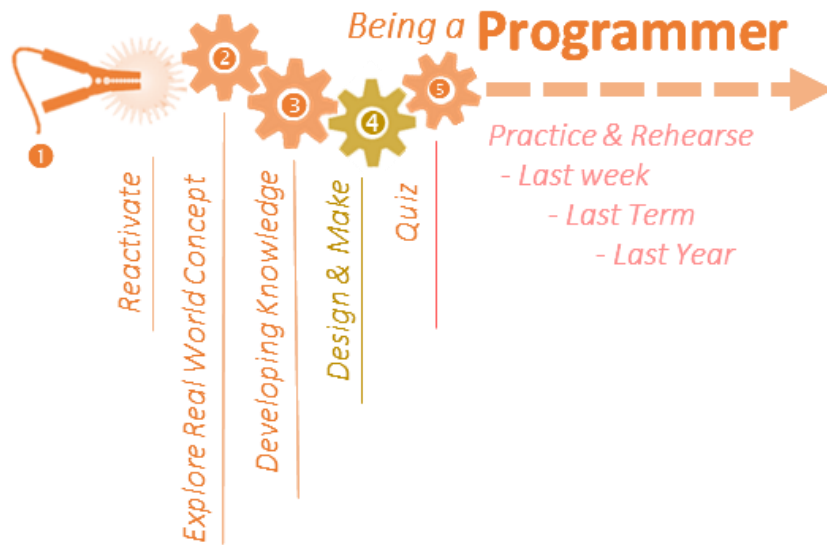 Being a Programmer
1
2
3
4
5
Reactivate
Explore Real World Concept
Developing Knowledge
Design & Make
Quiz
Practice & Rehearse
- Last week
- Last Term
- Last Year